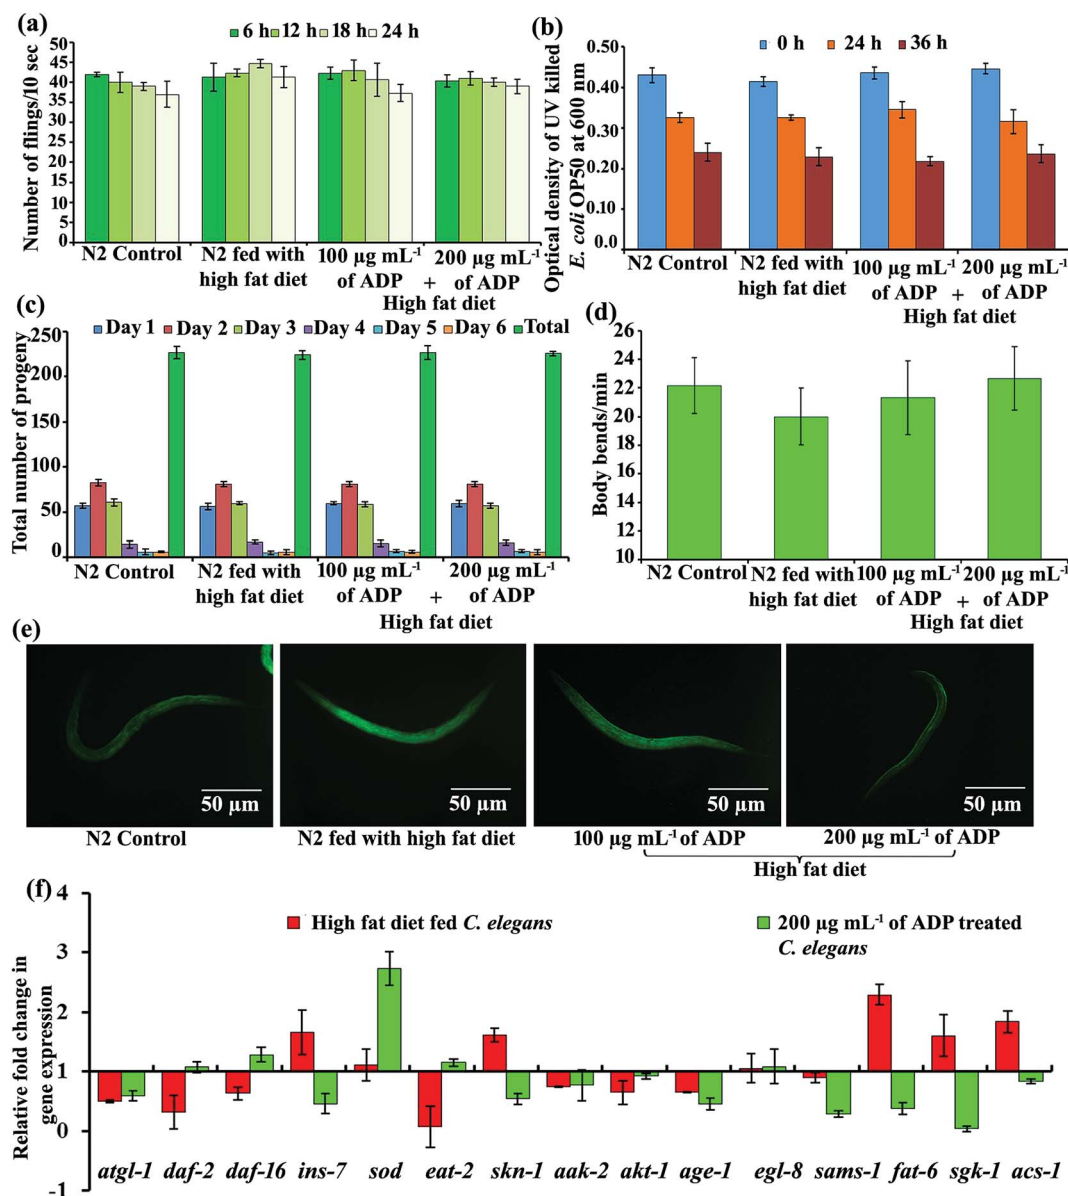 (a)
6 h 12 h 18 h 24 h
Number of flings/10 sec
50
45
40
35
30
25
20
15
10
5
0
N2 Control
N2 fed with
high fat diet
100 µg mL-1
of ADP
+
200 µg mL-1
of ADP
High fat diet
(b)
0 h 24 h 36 h
Optical density of UV killed
E. coli OP50 at 600 nm
0.50
0.40
0.30
0.20
0.10
0.0
N2 Control
N2 fed with
high fat diet
100 µg mL-1
of ADP
+
200 µg mL-1
of ADP
High fat diet
(c)
Day 1 Day 2 Day 3 Day 4 Day 5 Day 6 Total
Total number of progeny
250
200
150
100
50
0
N2 Control
N2 fed with
high fat diet
100 µg mL-1
of ADP
+
200 µg mL-1
of ADP
High fat diet
(d)
Body bends/min
26
24
22
20
18
16
14
12
10
N2 Control
N2 fed with
high fat diet
100 µg mL-1
of ADP
+
200 µg mL-1
of ADP
High fat diet
(e)
50 µm
50 µm
50 µm
50 µm
N2 Control
N2 fed with high fat diet
100 µg mL-1 of ADP
200 µg mL-1 of ADP
High fat diet
(f)
High fat diet fed C. elegans
200 µg mL-1 of ADP treated
C. elegans
Relative fold change in
gene expression
4
3
2
1
0
-1
atgl-1 daf-2 daf-16 ins-7 sod eat-2 skn-1 aak-2 akt-1 age-1 egl-8 sams-1 fat-6 sgk-1 acs-1